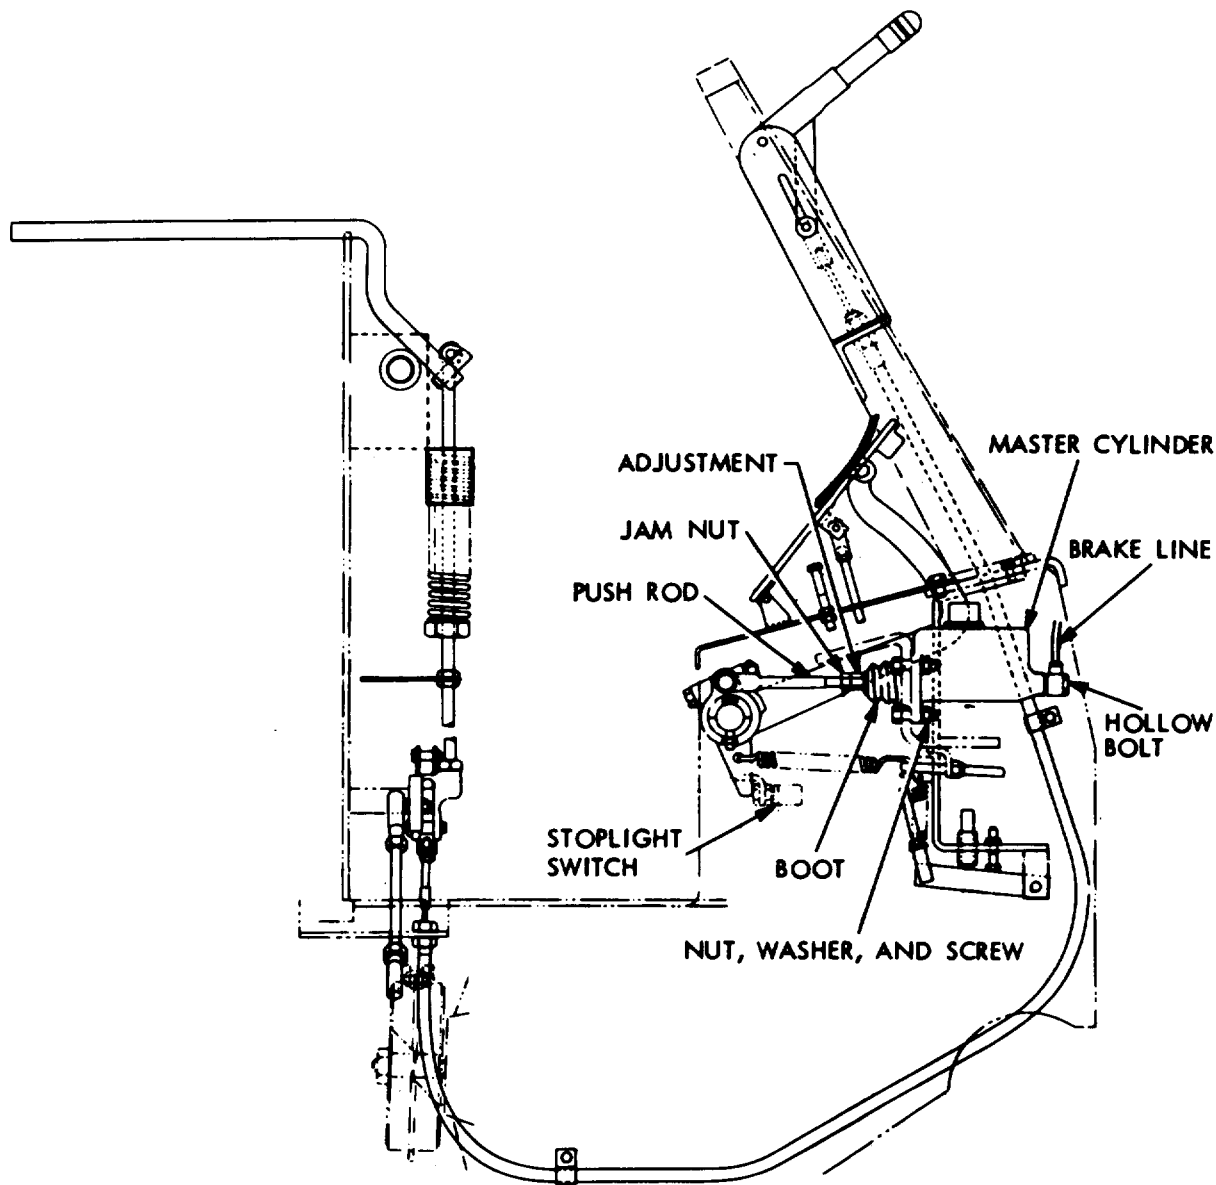 MASTER CYLINDER
ADJUSTMENT
JAM NUT
BRAKE LINE
PUSH ROD
HOLLOW
BOLT
STOPLIGHT
SWITCH
BOOT
NUT, WASHER, AND SCREW